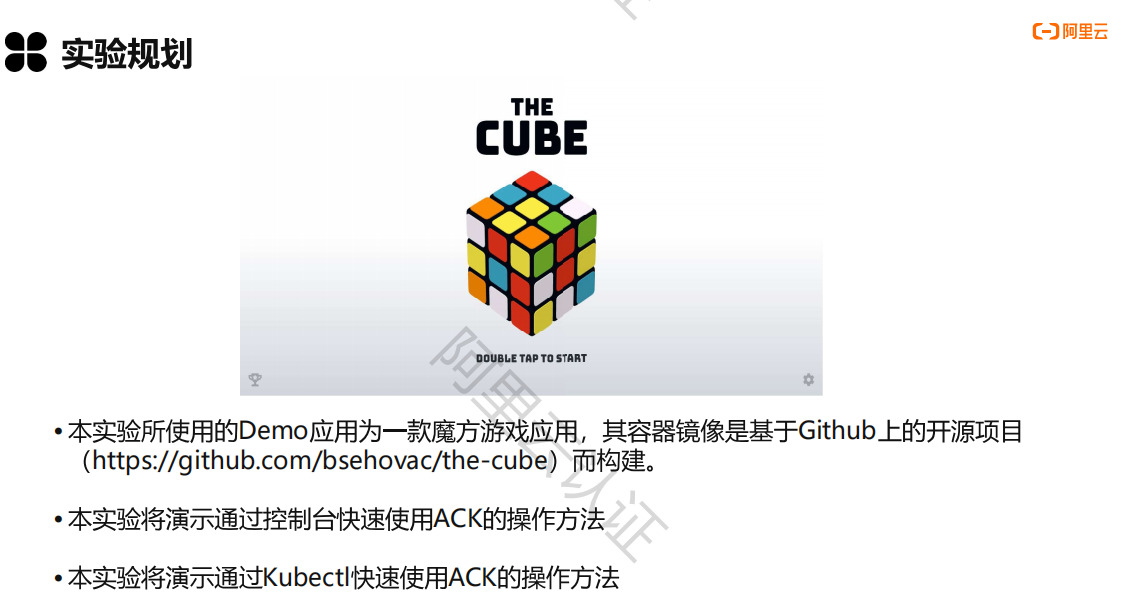 实验规划
阿里云
THE
CUBE
DOUBLE TAP TO START
•本实验所使用的Demo应用为一款魔方游戏应用，其容器镜像是基于Github上的开源项目
（https://github.com/bsehovac/the-cube）而构建。
•本实验将演示通过控制台快速使用ACK的操作方法
•本实验将演示通过Kubectl快速使用ACK的操作方法
阿里云认证